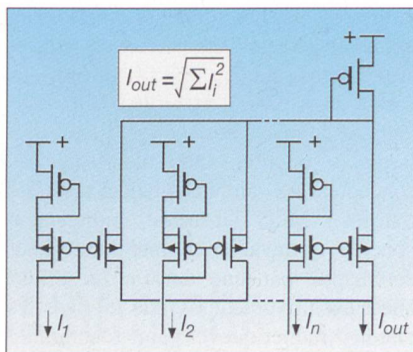 +
I_out = √ΣI_i²
+ + +
I_1 I_2 I_n I_out